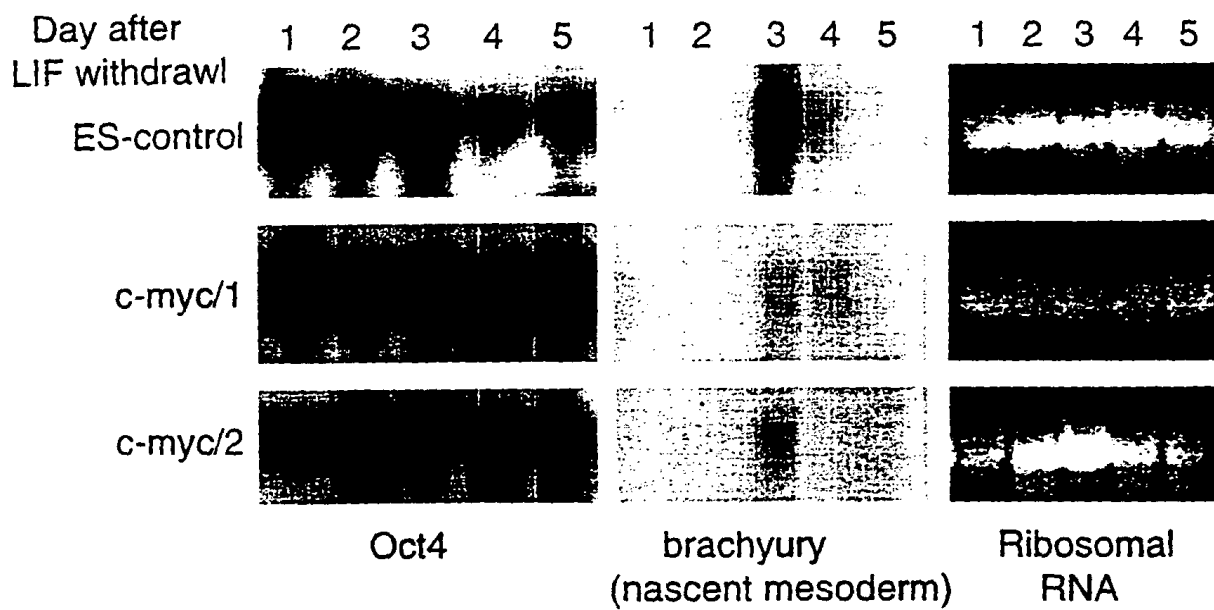 Day after
LIF withdrawl
1 2 3 4 5
1 2 3 4 5
1 2 3 4 5
ES-control
c-myc/1
c-myc/2
Oct4
brachyury
(nascent mesoderm)
Ribosomal
RNA